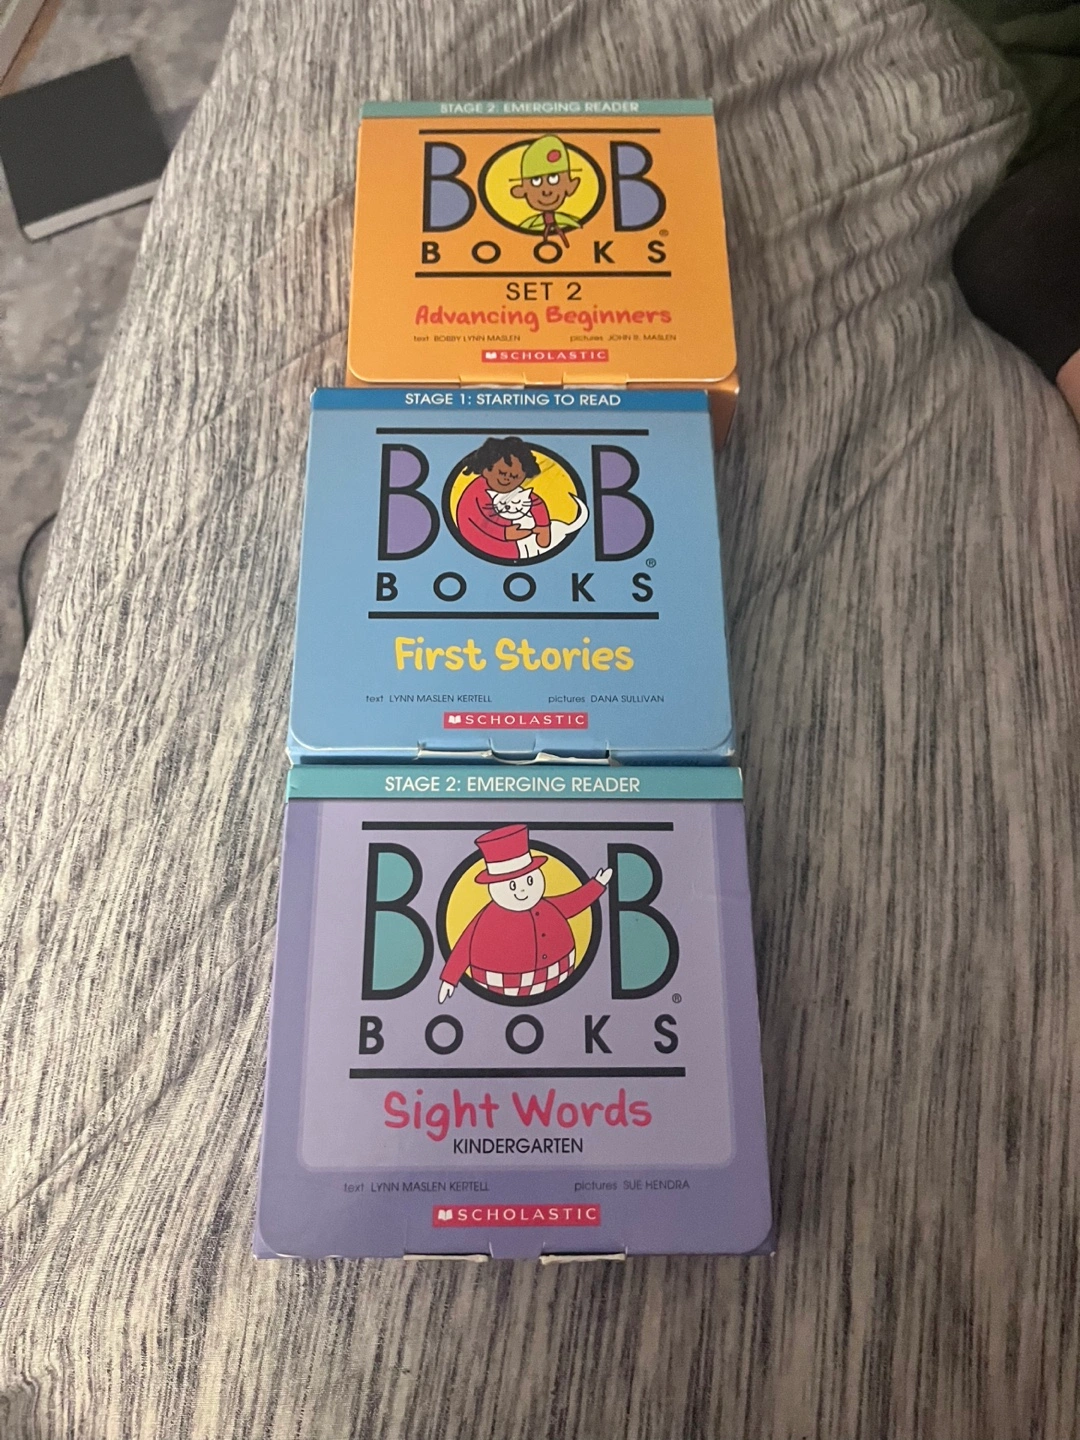 STAGE 2: EMERGING READER
BOB
BOOKS®
SET 2
Advancing Beginners
text BOBBY LYNN MASLEN pictures JOHN R. MASLEN
SCHOLASTIC
STAGE 1: STARTING TO READ
BOB®
BOOKS
First Stories
text LYNN MASLEN KERTELL pictures DANA SULLIVAN
SCHOLASTIC
STAGE 2: EMERGING READER
BOB®
BOOKS
Sight Words
KINDERGARTEN
text LYNN MASLEN KERTELL pictures SUE HENDRA
SCHOLASTIC